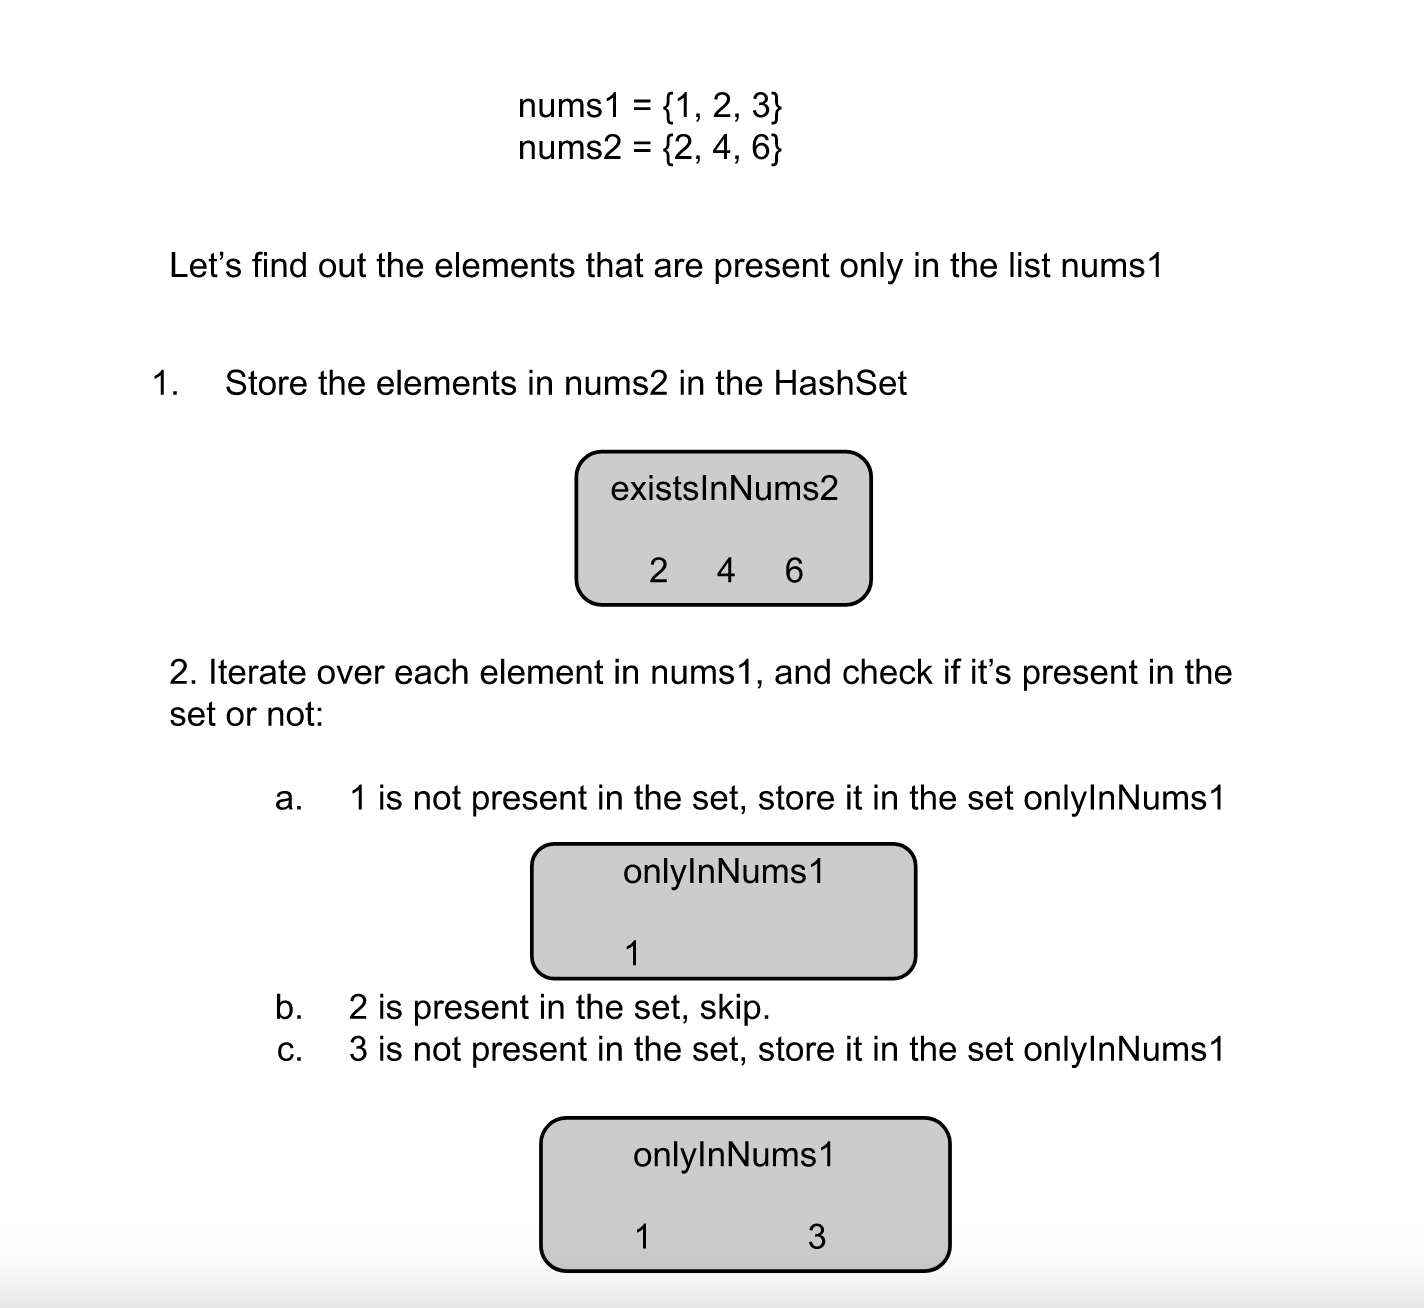 nums1 = {1, 2, 3}
nums2 = {2, 4, 6}
Let’s find out the elements that are present only in the list nums1
1. Store the elements in nums2 in the HashSet
existsInNums2
2 4 6
2. Iterate over each element in nums1, and check if it’s present in the
set or not:
a. 1 is not present in the set, store it in the set onlyInNums1
onlyInNums1
1
b. 2 is present in the set, skip.
c. 3 is not present in the set, store it in the set onlyInNums1
onlyInNums1
1 3